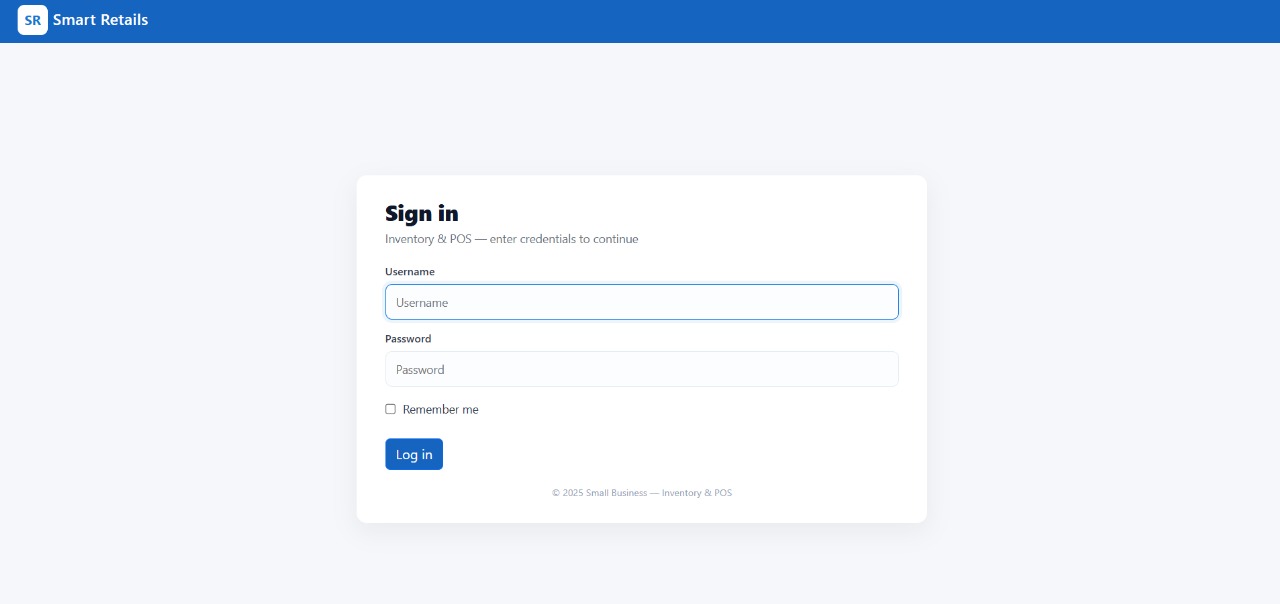 SR Smart Retails
Sign in
Inventory & POS — enter credentials to continue
Username
Username
Password
Password
Remember me
Log in
© 2025 Small Business — Inventory & POS